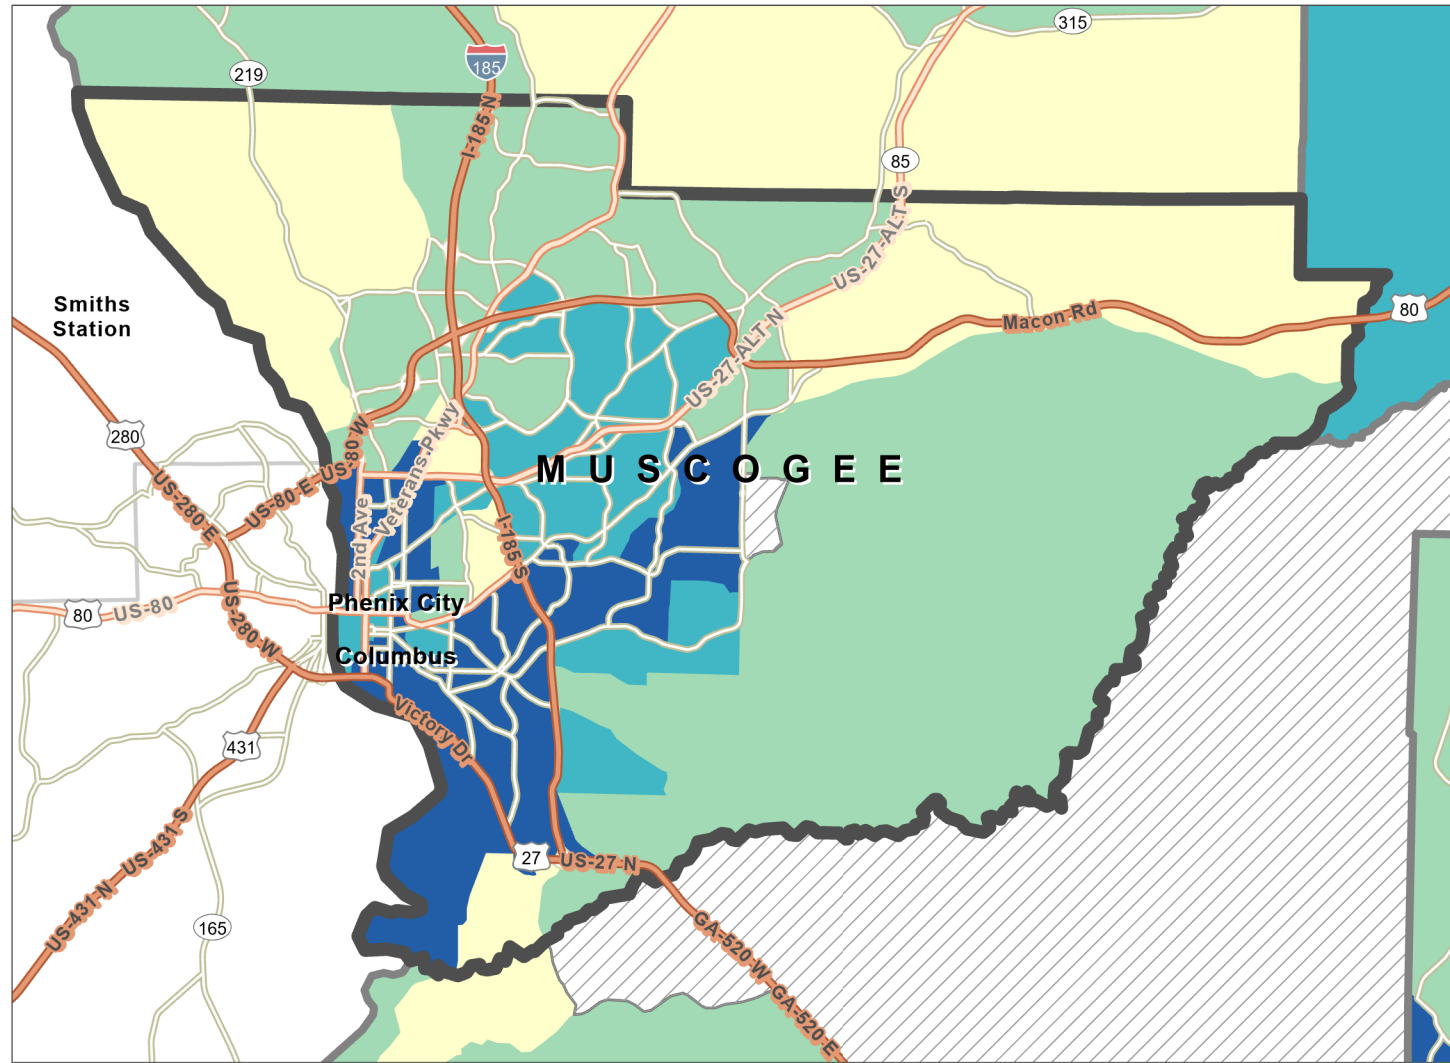 315
219
185
I-185 N
85
US-27-ALT S
Smiths
Station
Macon Rd
80
US-27-ALT N
280
Veterans Pkwy
US-80 W
US-80 E
MUSCOGEE
US-280 E
2nd Ave
I-185 S
80
US-80
US-280 W
Phenix City
Columbus
Victory Dr
431
US-431 S
27
US-27 N
US-431 N
165
GA-520 W
GA-520 E